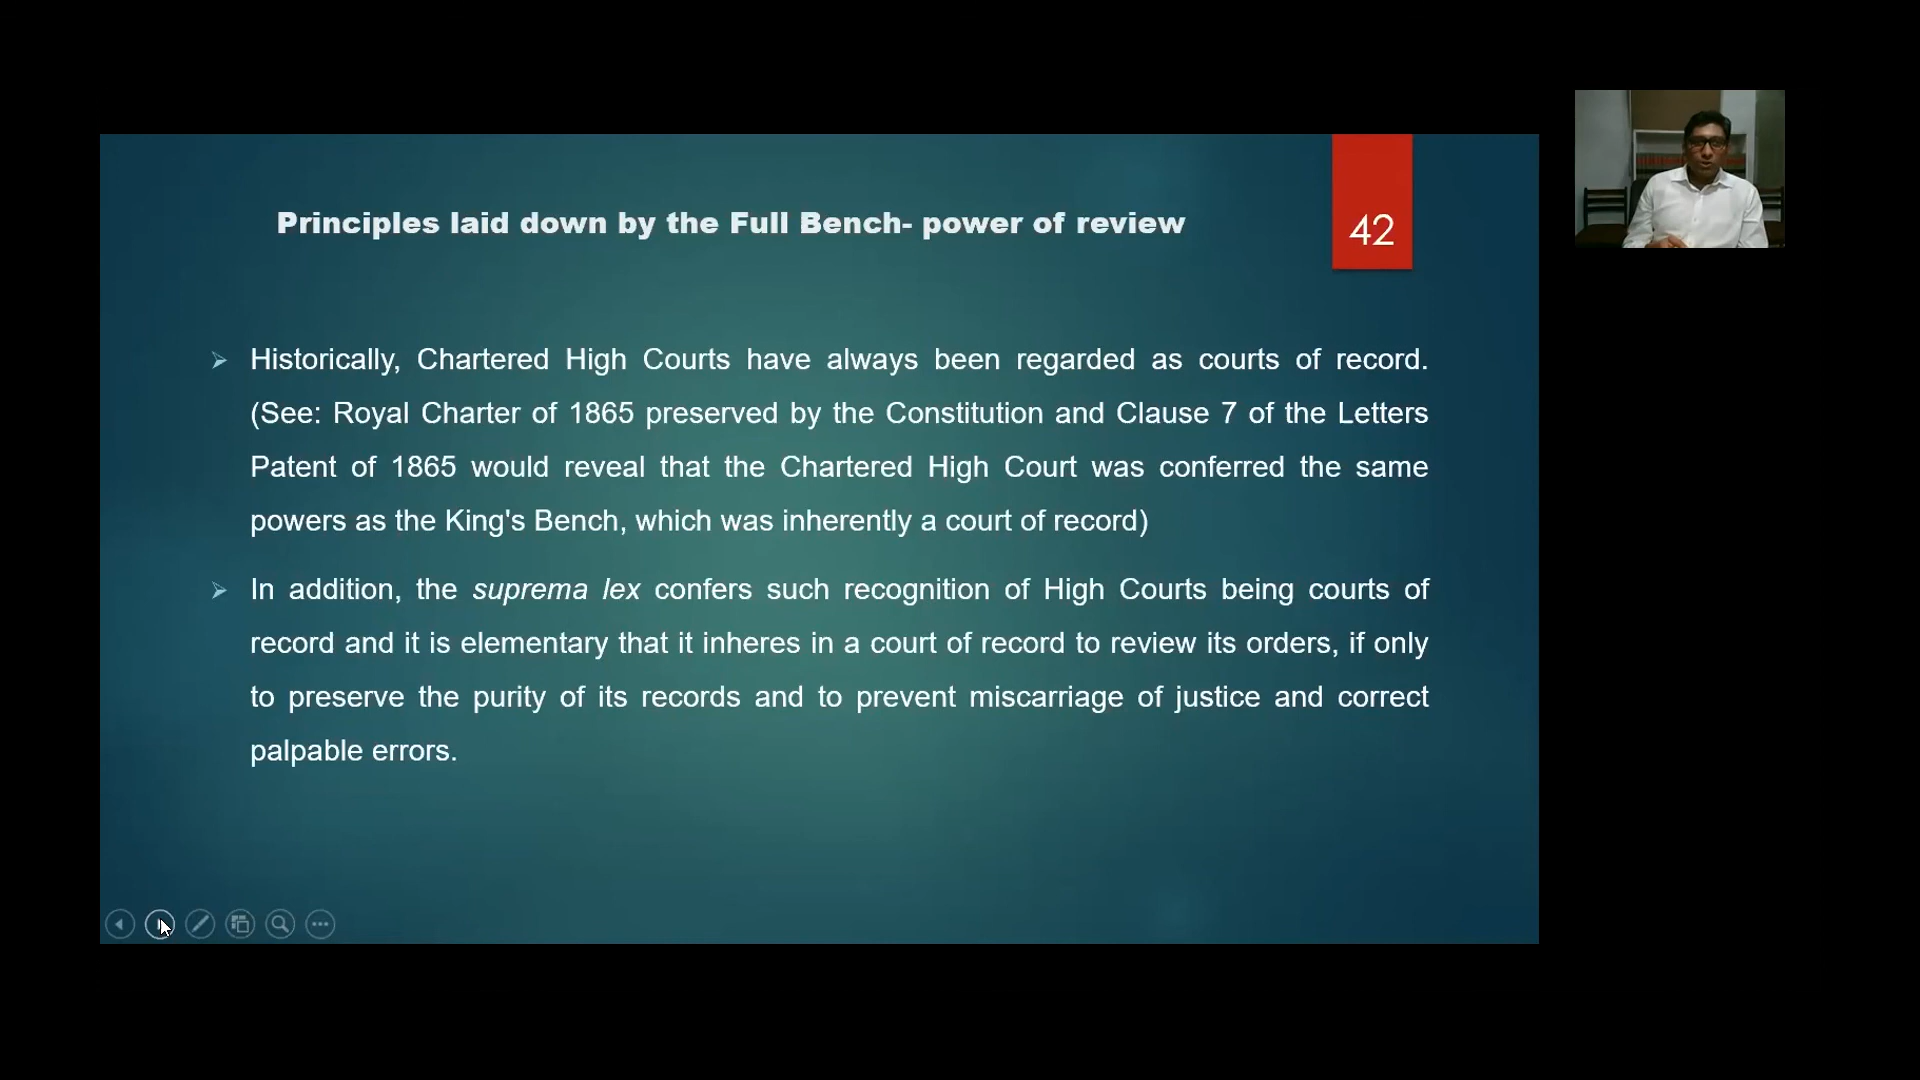 Principles laid down by the Full Bench- power of review
42
Historically, Chartered High Courts have always been regarded as courts of record.
(See: Royal Charter of 1865 preserved by the Constitution and Clause 7 of the Letters
Patent of 1865 would reveal that the Chartered High Court was conferred the same
powers as the King's Bench, which was inherently a court of record)
In addition, the suprema lex confers such recognition of High Courts being courts of
record and it is elementary that it inheres in a court of record to review its orders, if only
to preserve the purity of its records and to prevent miscarriage of justice and correct
palpable errors.